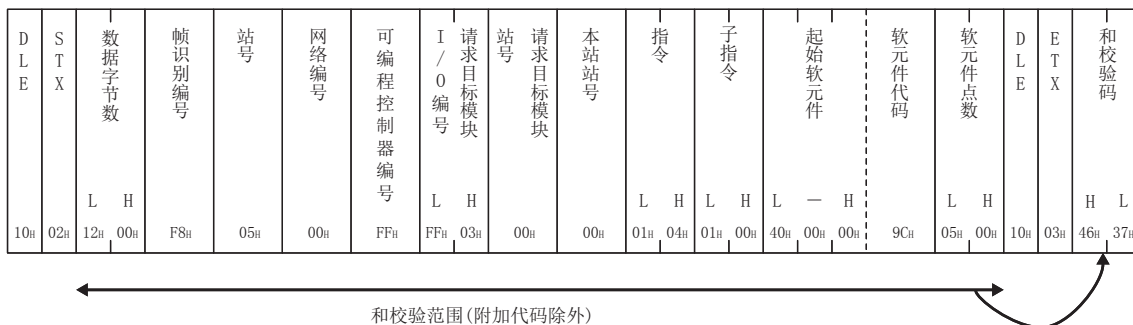 DLE
STX
数据字节数
帧识别编号
站号
网络编号
可编程控制器编号
请求目标模块
I/O编号
请求目标模块
站号
本站站号
指令
子指令
起始软元件
软元件代码
软元件点数
DLE
ETX
和校验码
L H L H L H L H L — H L H H L
10H 02H 12H 00H F8H 05H 00H FFH FFH 03H 00H 00H 01H 04H 01H 00H 40H 00H 00H 9CH 05H 00H 10H 03H 46H 37H
和校验范围(附加代码除外)